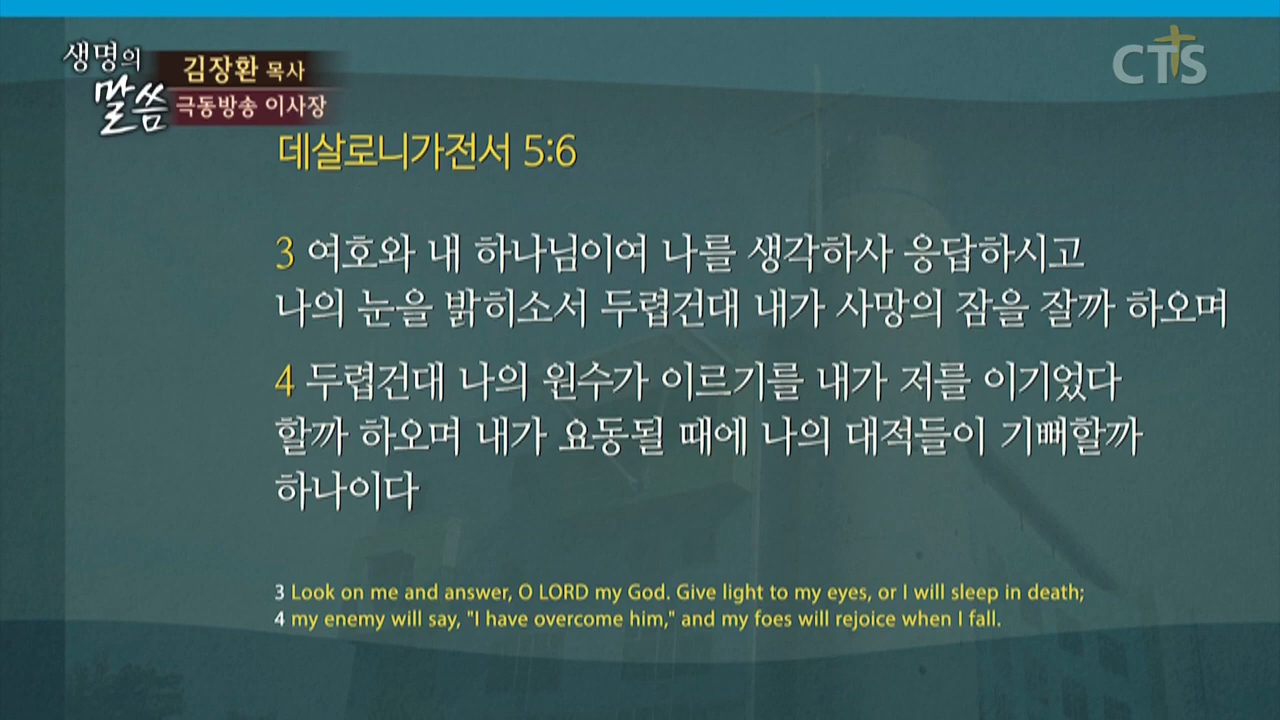 생명의
말씀
김장환 목사
극동방송 이사장
CTS
데살로니가전서 5:6
3 여호와 내 하나님이여 나를 생각하사 응답하시고
나의 눈을 밝히소서 두렵건대 내가 사망의 잠을 잘까 하오며
4 두렵건대 나의 원수가 이르기를 내가 저를 이기었다
할까 하오며 내가 요동될 때에 나의 대적들이 기뻐할까
하나이다
3 Look on me and answer, O LORD my God. Give light to my eyes, or I will sleep in death;
4 my enemy will say, "I have overcome him," and my foes will rejoice when I fall.